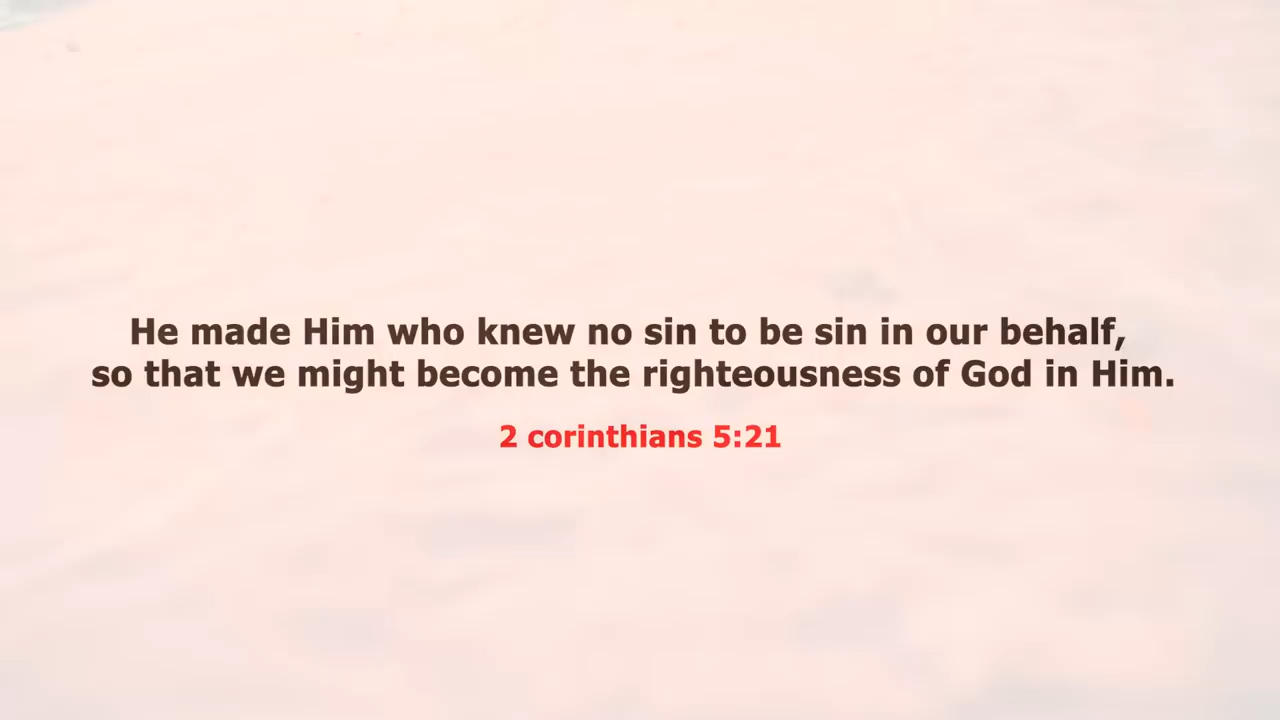 He made Him who knew no sin to be sin in our behalf,
so that we might become the righteousness of God in Him.
2 corinthians 5:21